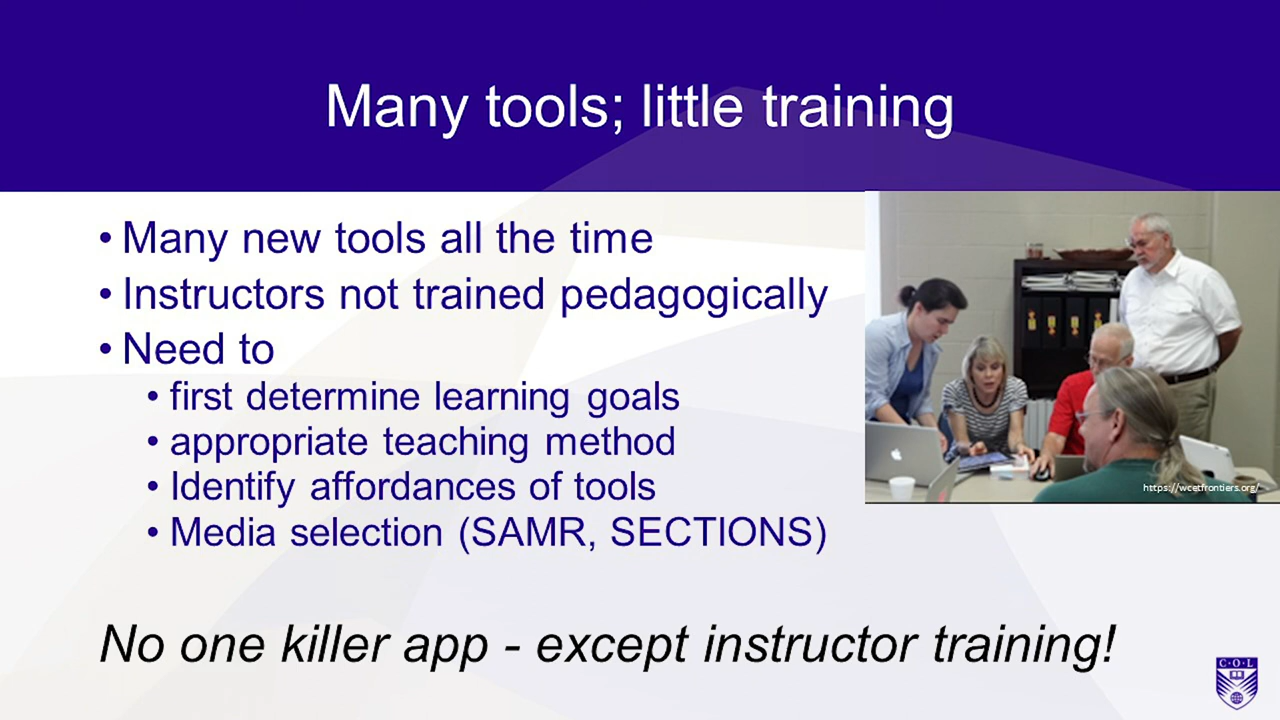 Many tools; little training
• Many new tools all the time
• Instructors not trained pedagogically
• Need to
• first determine learning goals
• appropriate teaching method
• Identify affordances of tools
• Media selection (SAMR, SECTIONS)
https://wcetfrontiers.org/
No one killer app - except instructor training!
C·O·L